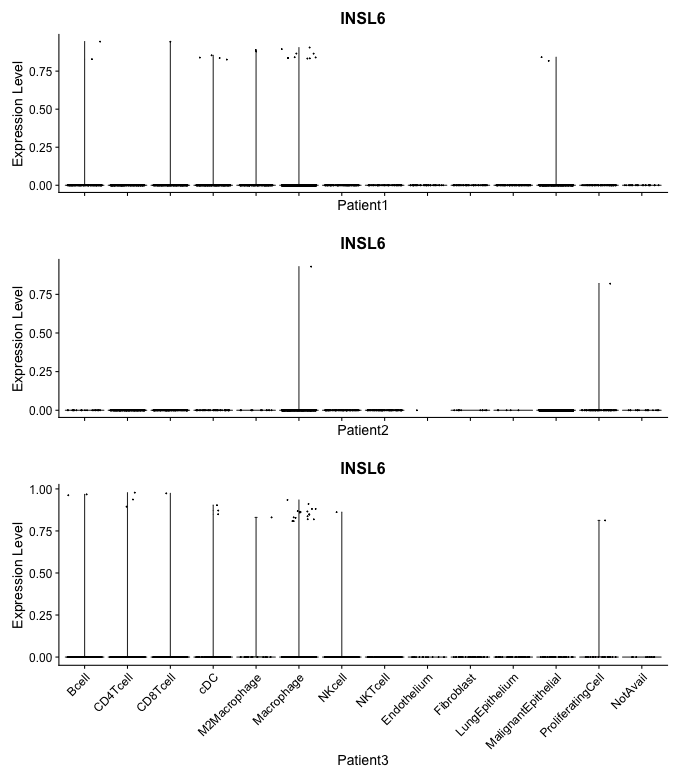 INSL6
Expression Level
0.75
0.50
0.25
0.00
Patient1
INSL6
Expression Level
0.75
0.50
0.25
0.00
Patient2
INSL6
Expression Level
1.00
0.75
0.50
0.25
0.00
Bcell
CD4Tcell
CD8Tcell
cDC
M2Macrophage
Macrophage
NKcell
NKTcell
Endothelium
Fibroblast
LungEpithelium
MalignantEpithelial
ProliferatingCell
NotAvail
Patient3